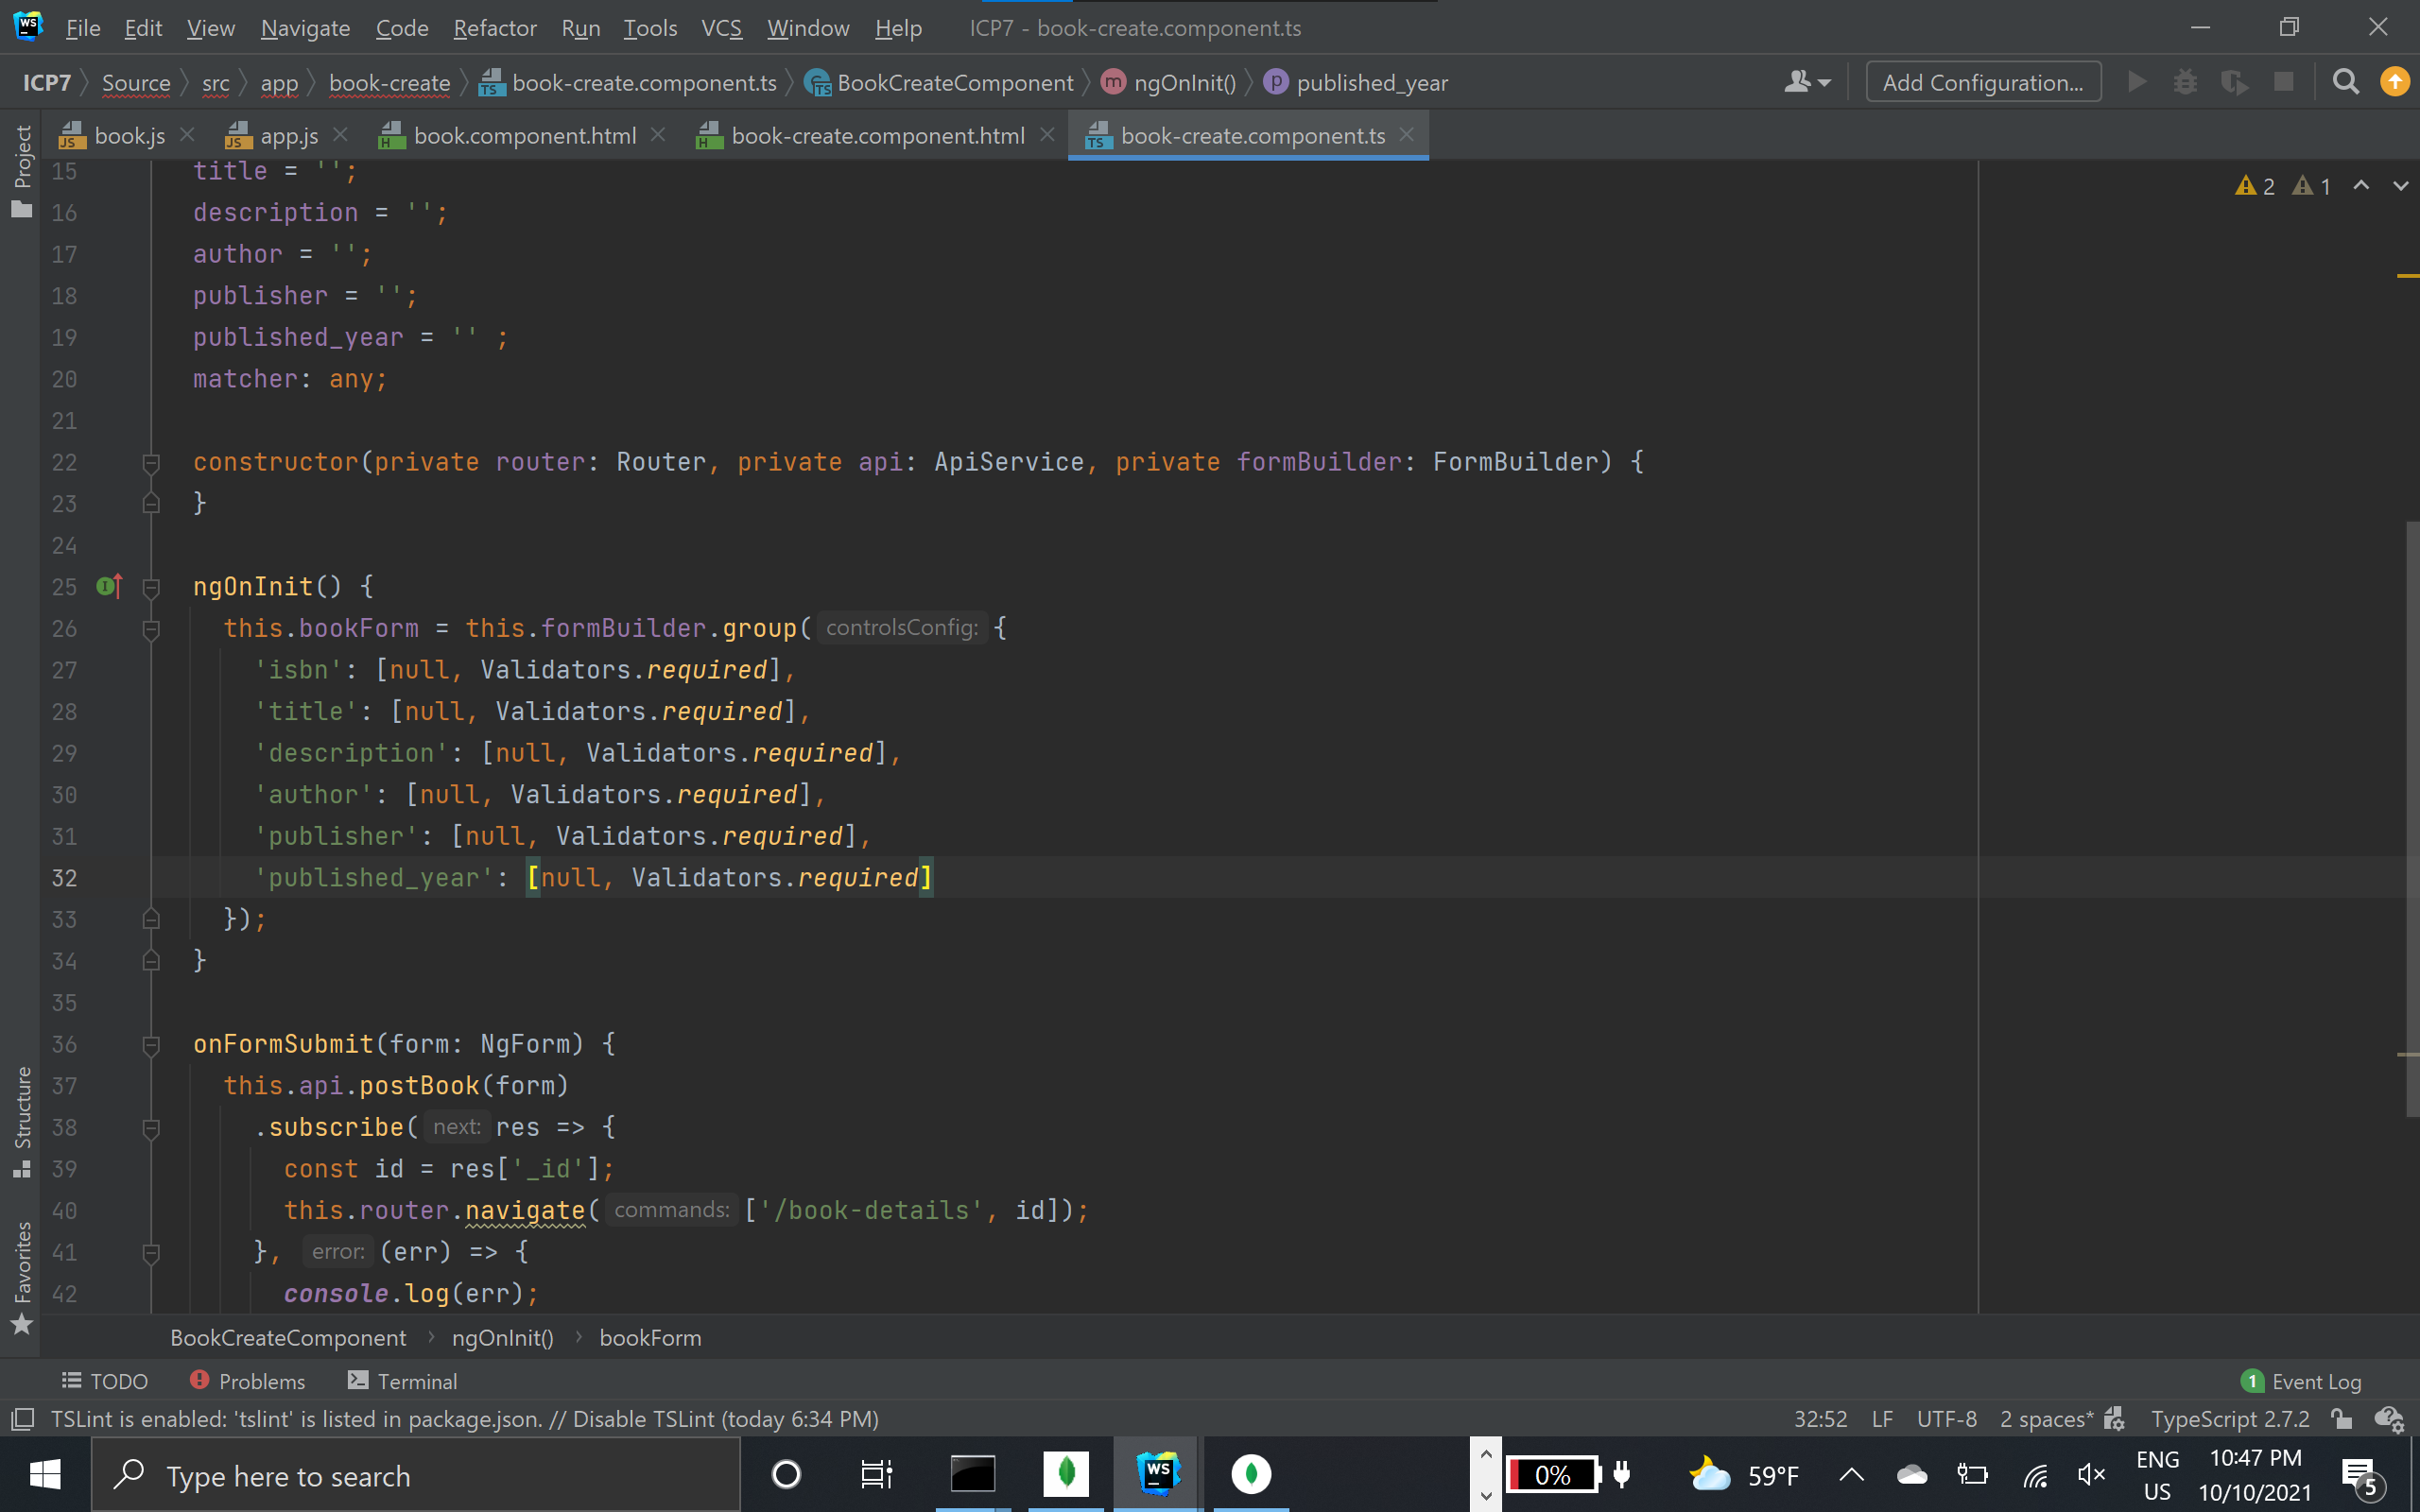 WS File Edit View Navigate Code Refactor Run Tools VCS Window Help ICP7 - book-create.component.ts
ICP7 Source src app book-create TS book-create.component.ts TS BookCreateComponent m ngOnInit() p published_year Add Configuration...
JS book.js JS app.js H book.component.html H book-create.component.html TS book-create.component.ts
Project
2 1
15 title = '';
16 description = '';
17 author = '';
18 publisher = '';
19 published_year = '' ;
20 matcher: any;
21
22 constructor(private router: Router, private api: ApiService, private formBuilder: FormBuilder) {
23 }
24
25 ngOnInit() {
26 this.bookForm = this.formBuilder.group( controlsConfig: {
27 'isbn': [null, Validators.required],
28 'title': [null, Validators.required],
29 'description': [null, Validators.required],
30 'author': [null, Validators.required],
31 'publisher': [null, Validators.required],
32 'published_year': [null, Validators.required]
33 });
34 }
35
36 onFormSubmit(form: NgForm) {
37 this.api.postBook(form)
38 .subscribe( next: res => {
39 const id = res['_id'];
40 this.router.navigate( commands: ['/book-details', id]);
41 }, error: (err) => {
42 console.log(err);
Structure
Favorites
BookCreateComponent ngOnInit() bookForm
TODO Problems Terminal 1 Event Log
TSLint is enabled: 'tslint' is listed in package.json. // Disable TSLint (today 6:34 PM) 32:52 LF UTF-8 2 spaces* TypeScript 2.7.2
Type here to search WS 0% 59°F ENG US 10:47 PM 10/10/2021 5